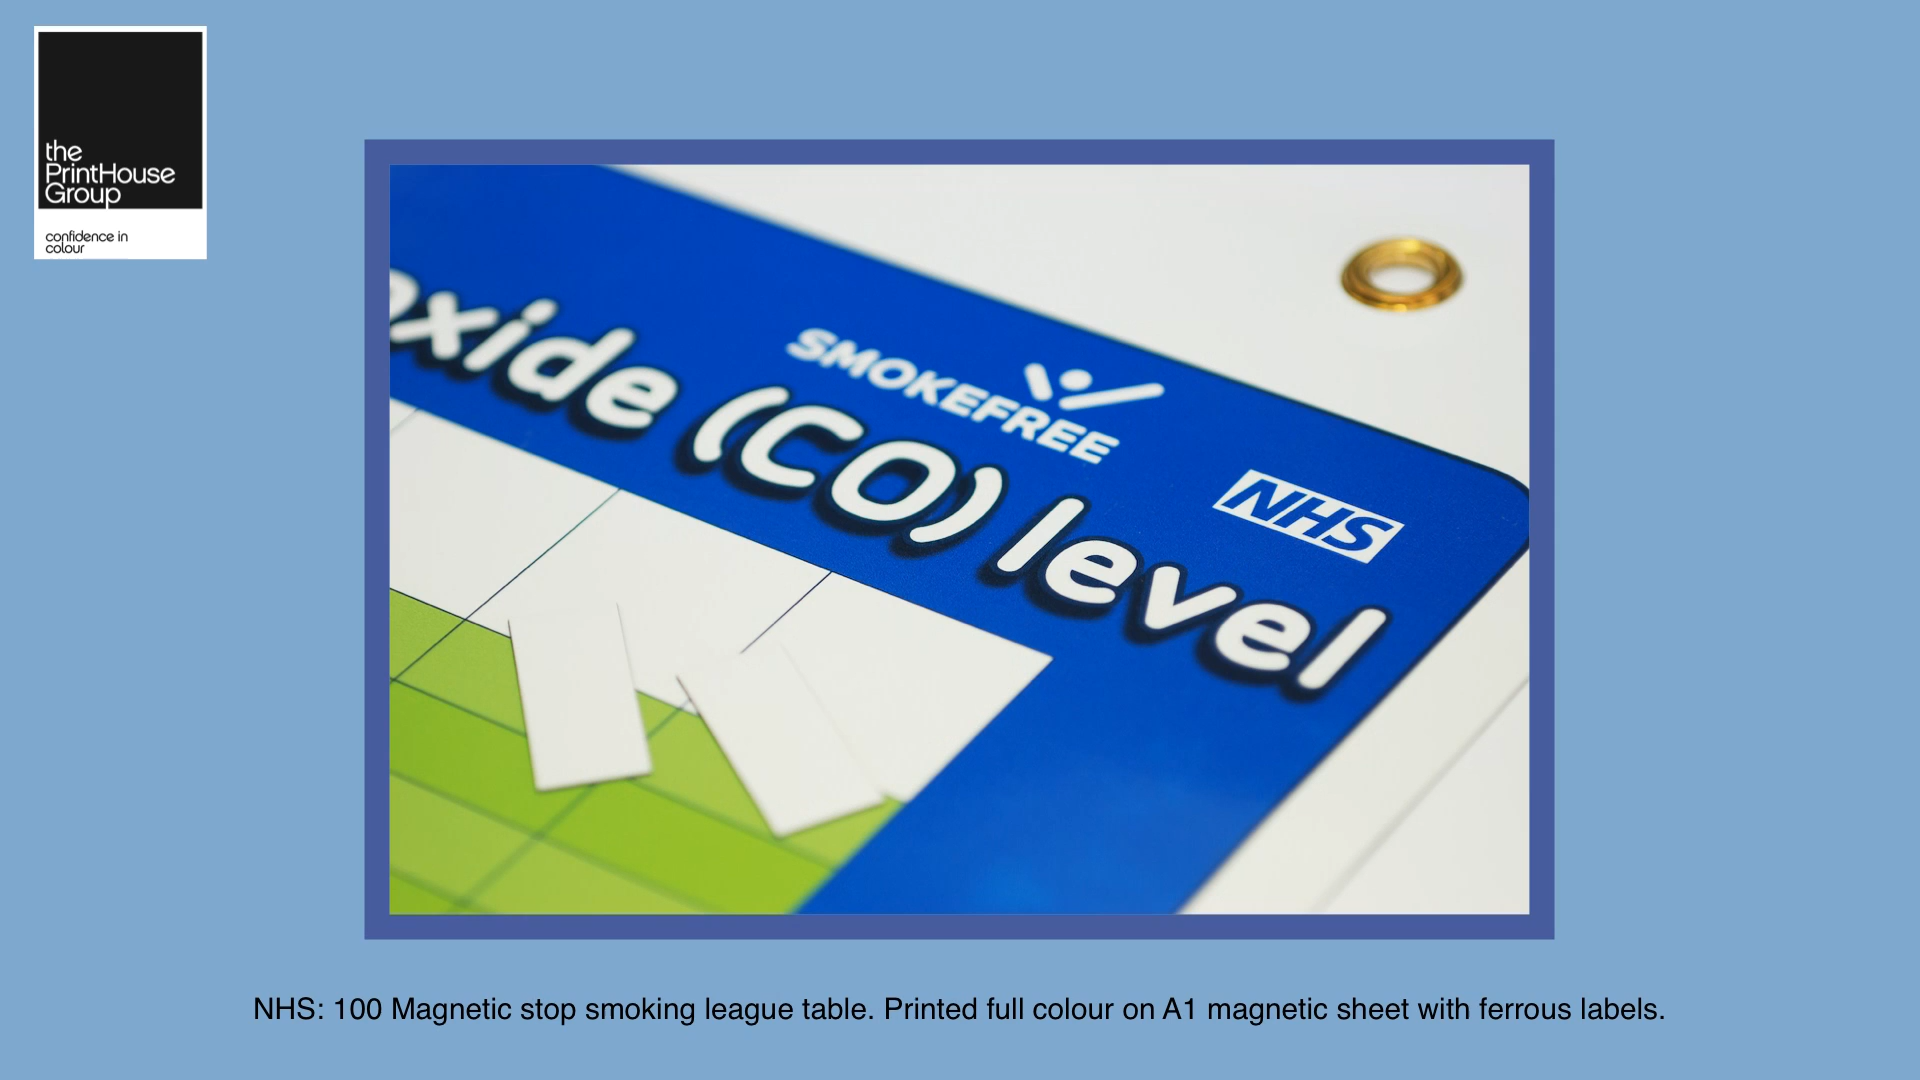 the
PrintHouse
Group
confidence in
colour
SMOKEFREE
NHS
oxide (CO) level
NHS: 100 Magnetic stop smoking league table. Printed full colour on A1 magnetic sheet with ferrous labels.